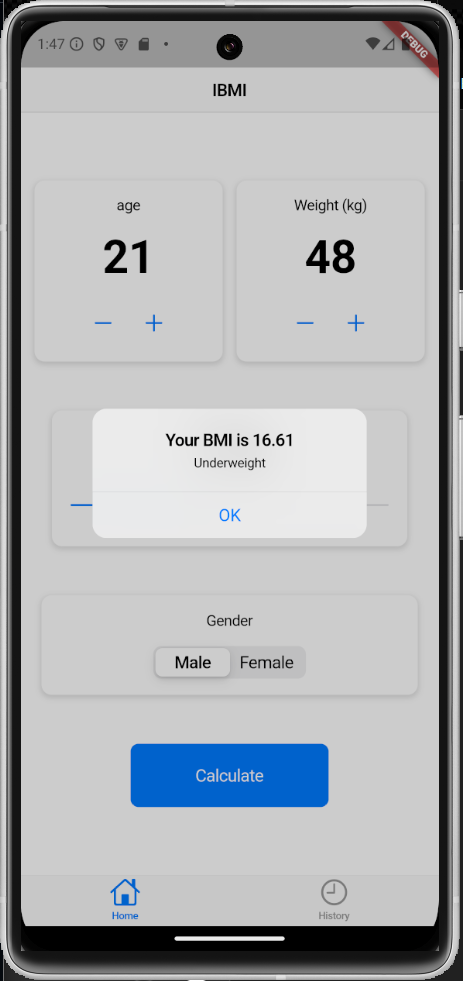 1:47
DEBUG
IBMI
age
Weight (kg)
21
48
Your BMI is 16.61
Underweight
OK
Gender
Male Female
Calculate
Home History